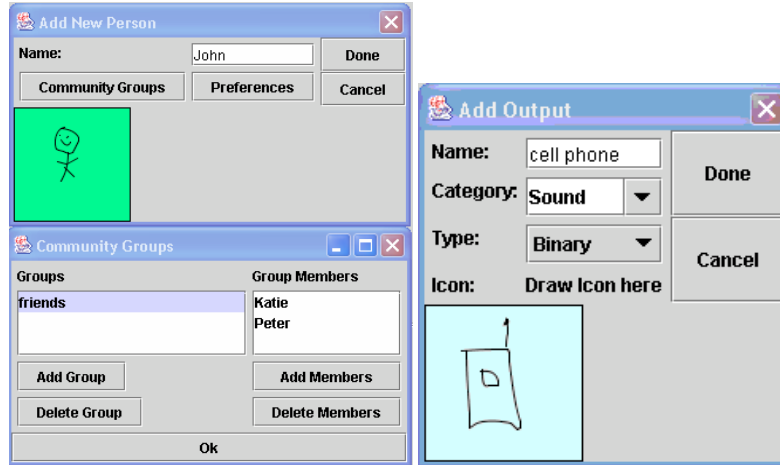 Add New Person
Name: John Done
Community Groups Preferences Cancel
Community Groups
Groups Group Members
friends Katie
Peter
Add Group Add Members
Delete Group Delete Members
Ok
Add Output
Name: cell phone
Done
Category: Sound
Type: Binary
Cancel
Icon: Draw Icon here